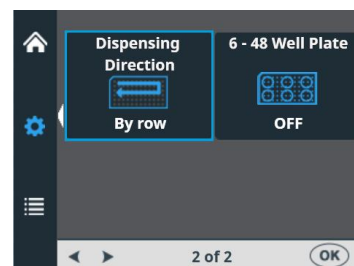 Dispensing
Direction
By row
6 - 48 Well Plate
OFF
2 of 2
OK